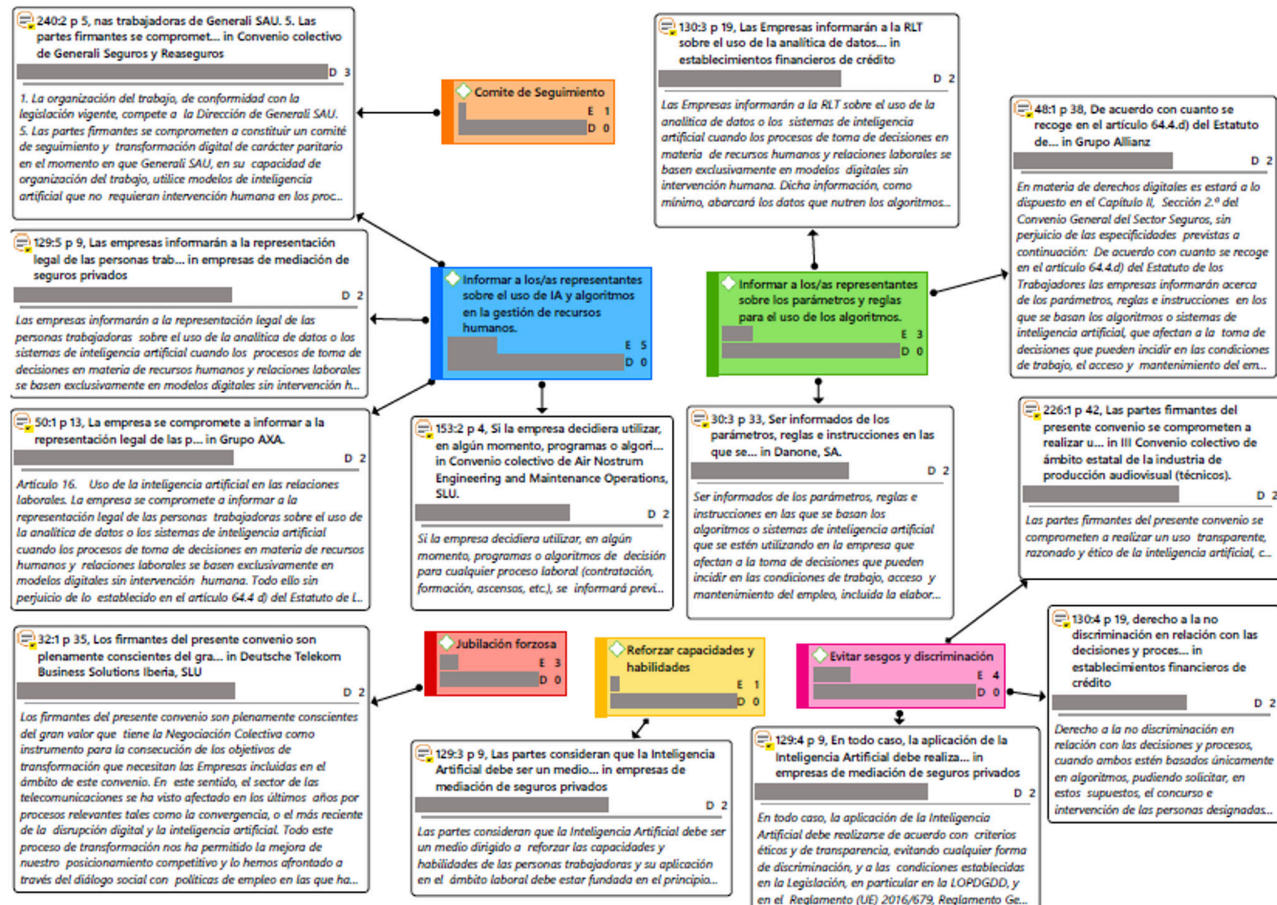 240:2 p 5, nas trabajadoras de Generali SAU. 5. Las
partes firmantes se compromet... in Convenio colectivo
de Generali Seguros y Reaseguros
D 3
1. La organización del trabajo, de conformidad con la
legislación vigente, compete a la Dirección de Generali SAU.
5. Las partes firmantes se comprometen a constituir un comité
de seguimiento y transformación digital de carácter paritario
en el momento en que Generali SAU, en su capacidad de
organización del trabajo, utilice modelos de inteligencia
artificial que no requieran intervención humana en los proc...
Comite de Seguimiento
E 1
D 0
130:3 p 19, Las Empresas informarán a la RLT
sobre el uso de la analítica de datos... in
establecimientos financieros de crédito
D 2
Las Empresas informarán a la RLT sobre el uso de la
analítica de datos o los sistemas de inteligencia
artificial cuando los procesos de toma de decisiones en
materia de recursos humanos y relaciones laborales se
basen exclusivamente en modelos digitales sin
intervención humana. Dicha información, como
mínimo, abarcará los datos que nutren los algoritmos...
48:1 p 38, De acuerdo con cuanto se
recoge en el artículo 64.4.d) del Estatuto
de... in Grupo Allianz
D 2
En materia de derechos digitales es estará a lo
dispuesto en el Capítulo II, Sección 2.ª del
Convenio General del Sector Seguros, sin
perjuicio de las especificidades previstas a
continuación: De acuerdo con cuanto se recoge
en el artículo 64.4.d) del Estatuto de los
Trabajadores las empresas informarán acerca
de los parámetros, reglas e instrucciones en los
que se basan los algoritmos o sistemas de
inteligencia artificial, que afectan a la toma de
decisiones que pueden incidir en las condiciones
de trabajo, el acceso y mantenimiento del em...
129:5 p 9, Las empresas informarán a la representación
legal de las personas trab... in empresas de mediación de
seguros privados
D 2
Las empresas informarán a la representación legal de las
personas trabajadoras sobre el uso de la analítica de datos o los
sistemas de inteligencia artificial cuando los procesos de toma de
decisiones en materia de recursos humanos y relaciones laborales
se basen exclusivamente en modelos digitales sin intervención h...
Informar a los/as representantes
sobre el uso de IA y algoritmos
en la gestión de recursos
humanos.
E 5
D 0
Informar a los/as representantes
sobre los parámetros y reglas
para el uso de los algoritmos.
E 3
D 0
50:1 p 13, La empresa se compromete a informar a la
representación legal de las p... in Grupo AXA.
D 2
Artículo 16. Uso de la inteligencia artificial en las relaciones
laborales. La empresa se compromete a informar a la
representación legal de las personas trabajadoras sobre el uso de
la analítica de datos o los sistemas de inteligencia artificial
cuando los procesos de toma de decisiones en materia de recursos
humanos y relaciones laborales se basen exclusivamente en
modelos digitales sin intervención humana. Todo ello sin
perjuicio de lo establecido en el artículo 64.4 d) del Estatuto de l...
153:2 p 4, Si la empresa decidiera utilizar,
en algún momento, programas o algori...
in Convenio colectivo de Air Nostrum
Engineering and Maintenance Operations,
SLU.
D 2
Si la empresa decidiera utilizar, en algún
momento, programas o algoritmos de decisión
para cualquier proceso laboral (contratación,
formación, ascensos, etc.), se informará previ...
30:3 p 33, Ser informados de los
parámetros, reglas e instrucciones en las
que se... in Danone, SA.
D 2
Ser informados de los parámetros, reglas e
instrucciones en las que se basan los
algoritmos o sistemas de inteligencia artificial
que se estén utilizando en la empresa que
afectan a la toma de decisiones que pueden
incidir en las condiciones de trabajo, acceso y
mantenimiento del empleo, incluida la elabor...
226:1 p 42, Las partes firmantes del
presente convenio se comprometen a
realizar u... in III Convenio colectivo de
ámbito estatal de la industria de
producción audiovisual (técnicos).
D 2
Las partes firmantes del presente convenio se
comprometen a realizar un uso transparente,
razonado y ético de la inteligencia artificial, c...
32:1 p 35, Los firmantes del presente convenio son
plenamente conscientes del gra... in Deutsche Telekom
Business Solutions Iberia, SLU
D 2
Los firmantes del presente convenio son plenamente conscientes
del gran valor que tiene la Negociación Colectiva como
instrumento para la consecución de los objetivos de
transformación que necesitan las Empresas incluidas en el
ámbito de este convenio. En este sentido, el sector de las
telecomunicaciones se ha visto afectado en los últimos años por
procesos relevantes tales como la convergencia, o el más reciente
de la disrupción digital y la inteligencia artificial. Todo este
proceso de transformación nos ha permitido la mejora de
nuestro posicionamiento competitivo y lo hemos afrontado a
través del diálogo social con políticas de empleo en las que ha...
Jubilación forzosa
E 3
D 0
Reforzar capacidades y
habilidades
E 1
D 0
Evitar sesgos y discriminación
E 4
D 0
130:4 p 19, derecho a la no
discriminación en relación con las
decisiones y proces... in
establecimientos financieros de
crédito
D 2
Derecho a la no discriminación en
relación con las decisiones y procesos,
cuando ambos estén basados únicamente
en algoritmos, pudiendo solicitar, en
estos supuestos, el concurso e
intervención de las personas designadas...
129:3 p 9, Las partes consideran que la Inteligencia
Artificial debe ser un medio... in empresas de
mediación de seguros privados
D 2
Las partes consideran que la Inteligencia Artificial debe ser
un medio dirigido a reforzar las capacidades y
habilidades de las personas trabajadoras y su aplicación
en el ámbito laboral debe estar fundada en el principio...
129:4 p 9, En todo caso, la aplicación de la
Inteligencia Artificial debe realiza... in
empresas de mediación de seguros privados
D 2
En todo caso, la aplicación de la Inteligencia
Artificial debe realizarse de acuerdo con criterios
éticos y de transparencia, evitando cualquier forma
de discriminación, y a las condiciones establecidas
en la Legislación, en particular en la LOPDGDD, y
en el Reglamento (UE) 2016/679, Reglamento Ge...